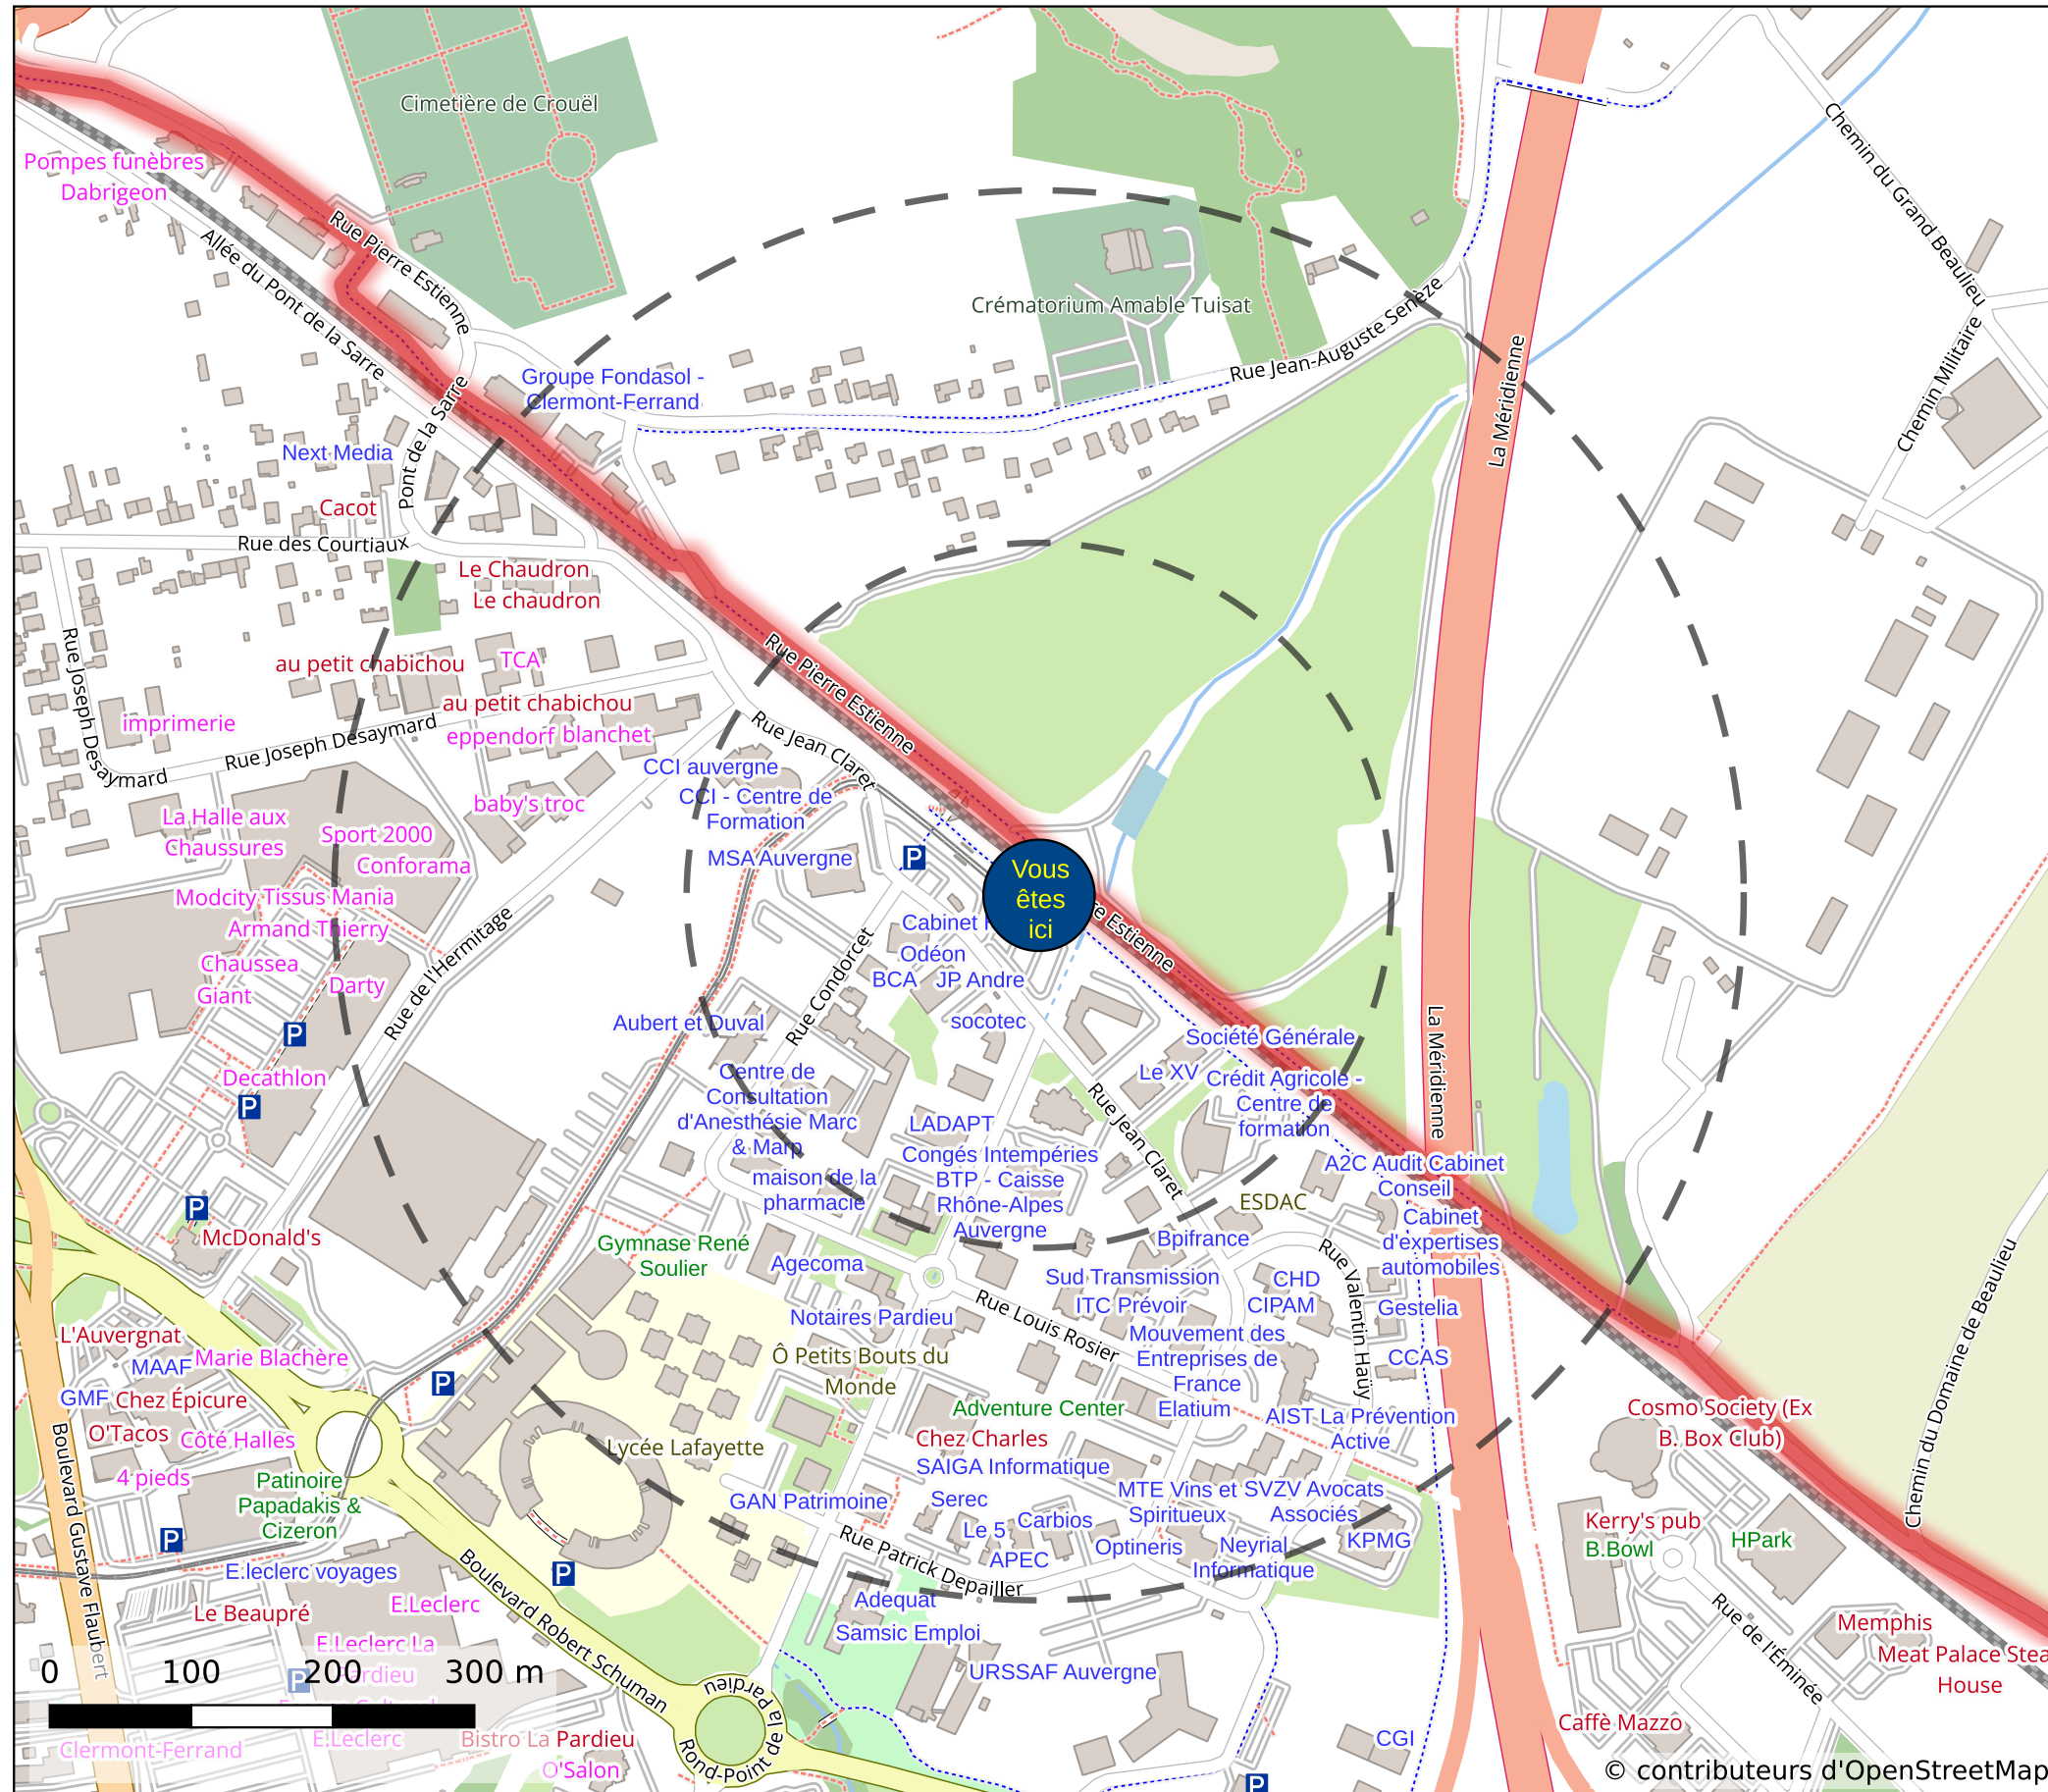 Cimetière de Crouël
Pompes funèbres
Dabrigeon
Rue Pierre Estienne
Allée du Pont de la Sarre
Chemin du Grand Beaulieu
Crématorium Amable Tuisat
Rue Jean-Auguste Senèze
La Méridienne
Chemin Militaire
Groupe Fondasol -
Clermont-Ferrand
Pont de la Sarre
Next Media
Cacot
Rue des Courtiaux
Le Chaudron
Le chaudron
Rue Joseph Desaymard
au petit chabichou
TCA
Rue Pierre Estienne
au petit chabichou
imprimerie
Rue Joseph Desaymard
eppendorf
blanchet
Rue Jean Claret
CCI auvergne
CCI - Centre de
Formation
baby's troc
La Halle aux
Chaussures
Sport 2000
Conforama
MSA Auvergne
P
Vous
êtes
ici
Modcity
Tissus Mania
Armand Thierry
Cabinet
re Estienne
Odéon
BCA
JP Andre
Chaussea
Giant
Darty
Rue de l'Hermitage
Rue Condorcet
P
Aubert et Duval
socotec
Société Générale
La Méridienne
Decathlon
P
Centre de
Consultation
d'Anesthésie Marc
& Marp
Le XV
Crédit Agricole -
Centre de
formation
Rue Jean Claret
LADAPT
Congés Intempéries
BTP - Caisse
Rhône-Alpes
Auvergne
A2C Audit Cabinet
Conseil
maison de la
pharmacie
ESDAC
P
McDonald's
Gymnase René
Soulier
Agecoma
Bpifrance
Cabinet
d'expertises
automobiles
Rue Valentin Haüy
Chemin du Domaine de Beaulieu
Sud Transmission
CHD
ITC Prévoir
CIPAM
Gestelia
Notaires Pardieu
Rue Louis Rosier
L'Auvergnat
MAAF
Marie Blachère
Mouvement des
Entreprises de
France
CCAS
Ô Petits Bouts du
Monde
P
GMF
Chez Épicure
Elatium
Adventure Center
AIST La Prévention
Active
Cosmo Society (Ex
B. Box Club)
O'Tacos
Côté Halles
Chez Charles
Lycée Lafayette
SAIGA Informatique
4 pieds
Patinoire
Papadakis &
Cizeron
Boulevard Gustave Flaubert
GAN Patrimoine
Serec
MTE Vins et
Spiritueux
SVZV Avocats
Associés
Le 5
Carbios
Kerry's pub
B.Bowl
HPark
P
Optineris
Neyrial
Informatique
KPMG
APEC
E.leclerc voyages
P
Rue Patrick Depailler
Boulevard Robert Schuman
E.Leclerc
Adequat
Le Beaupré
Samsic Emploi
Memphis
E.Leclerc La
Pardieu
Meat Palace Stea
House
URSSAF Auvergne
Rue de l'Éminée
P
0 100 200 300 m
Rond-Point de la Pardieu
Caffè Mazzo
CGI
E.Leclerc
Bistro La Pardieu
Clermont-Ferrand
O'Salon
P
© contributeurs d'OpenStreetMap